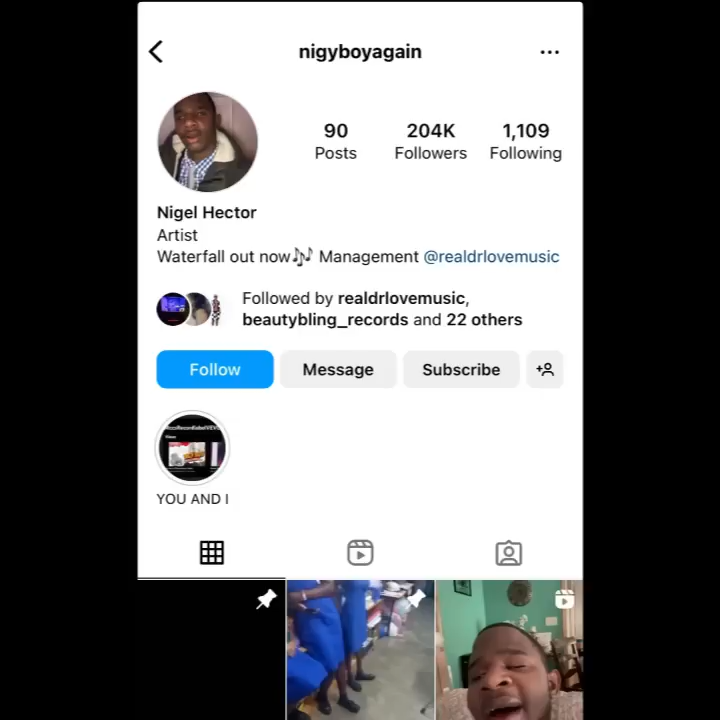 nigyboyagain
90 204K 1,109
Posts Followers Following
Nigel Hector
Artist
Waterfall out now🎶 Management @realdrlovemusic
Followed by realdrlovemusic,
beautybling_records and 22 others
Follow Message Subscribe
YOU AND I